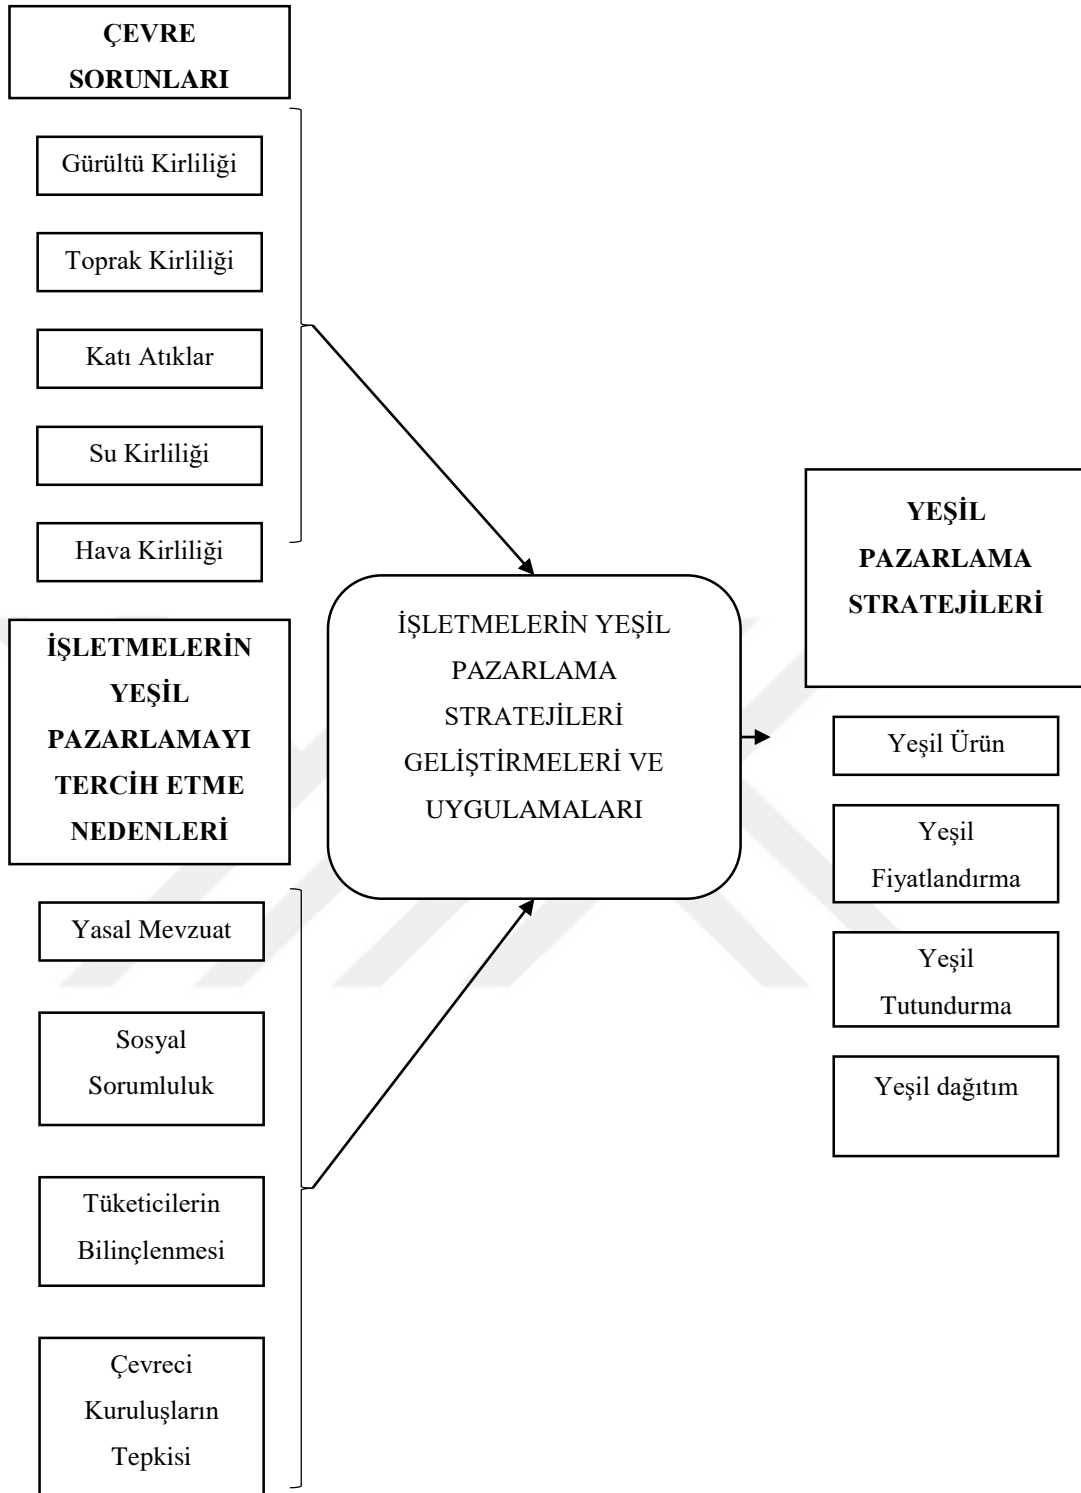 ÇEVRE
SORUNLARI
Gürültü Kirliliği
Toprak Kirliliği
Katı Atıklar
Su Kirliliği
Hava Kirliliği
İŞLETMELERİN
YEŞİL
PAZARLAMAYI
TERCİH ETME
NEDENLERİ
Yasal Mevzuat
Sosyal
Sorumluluk
Tüketicilerin
Bilinçlenmesi
Çevreci
Kuruluşların
Tepkisi
İŞLETMELERİN YEŞİL
PAZARLAMA
STRATEJİLERİ
GELİŞTİRMELERİ VE
UYGULAMALARI
YEŞİL
PAZARLAMA
STRATEJİLERİ
Yeşil Ürün
Yeşil
Fiyatlandırma
Yeşil
Tutundurma
Yeşil dağıtım